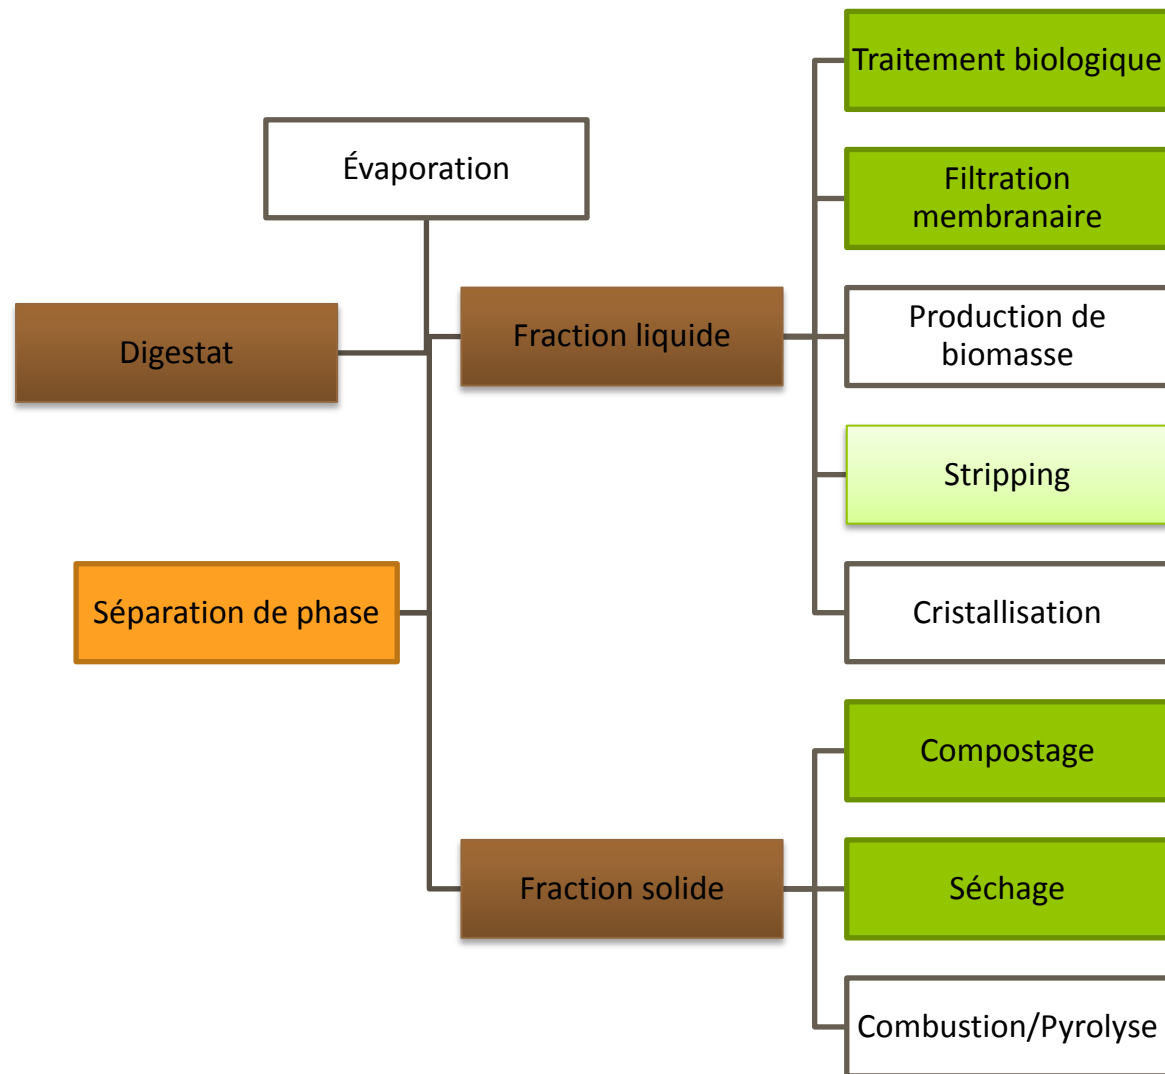 Traitement biologique
Évaporation
Filtration
membranaire
Digestat
Fraction liquide
Production de
biomasse
Stripping
Séparation de phase
Cristallisation
Compostage
Fraction solide
Séchage
Combustion/Pyrolyse